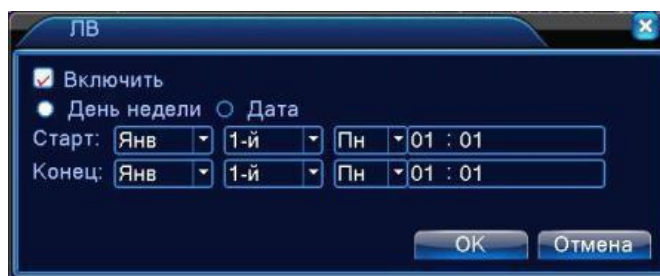 ЛВ
Включить
День недели Дата
Старт: Янв 1-й Пн 01 : 01
Конец: Янв 1-й Пн 01 : 01
OK Отмена